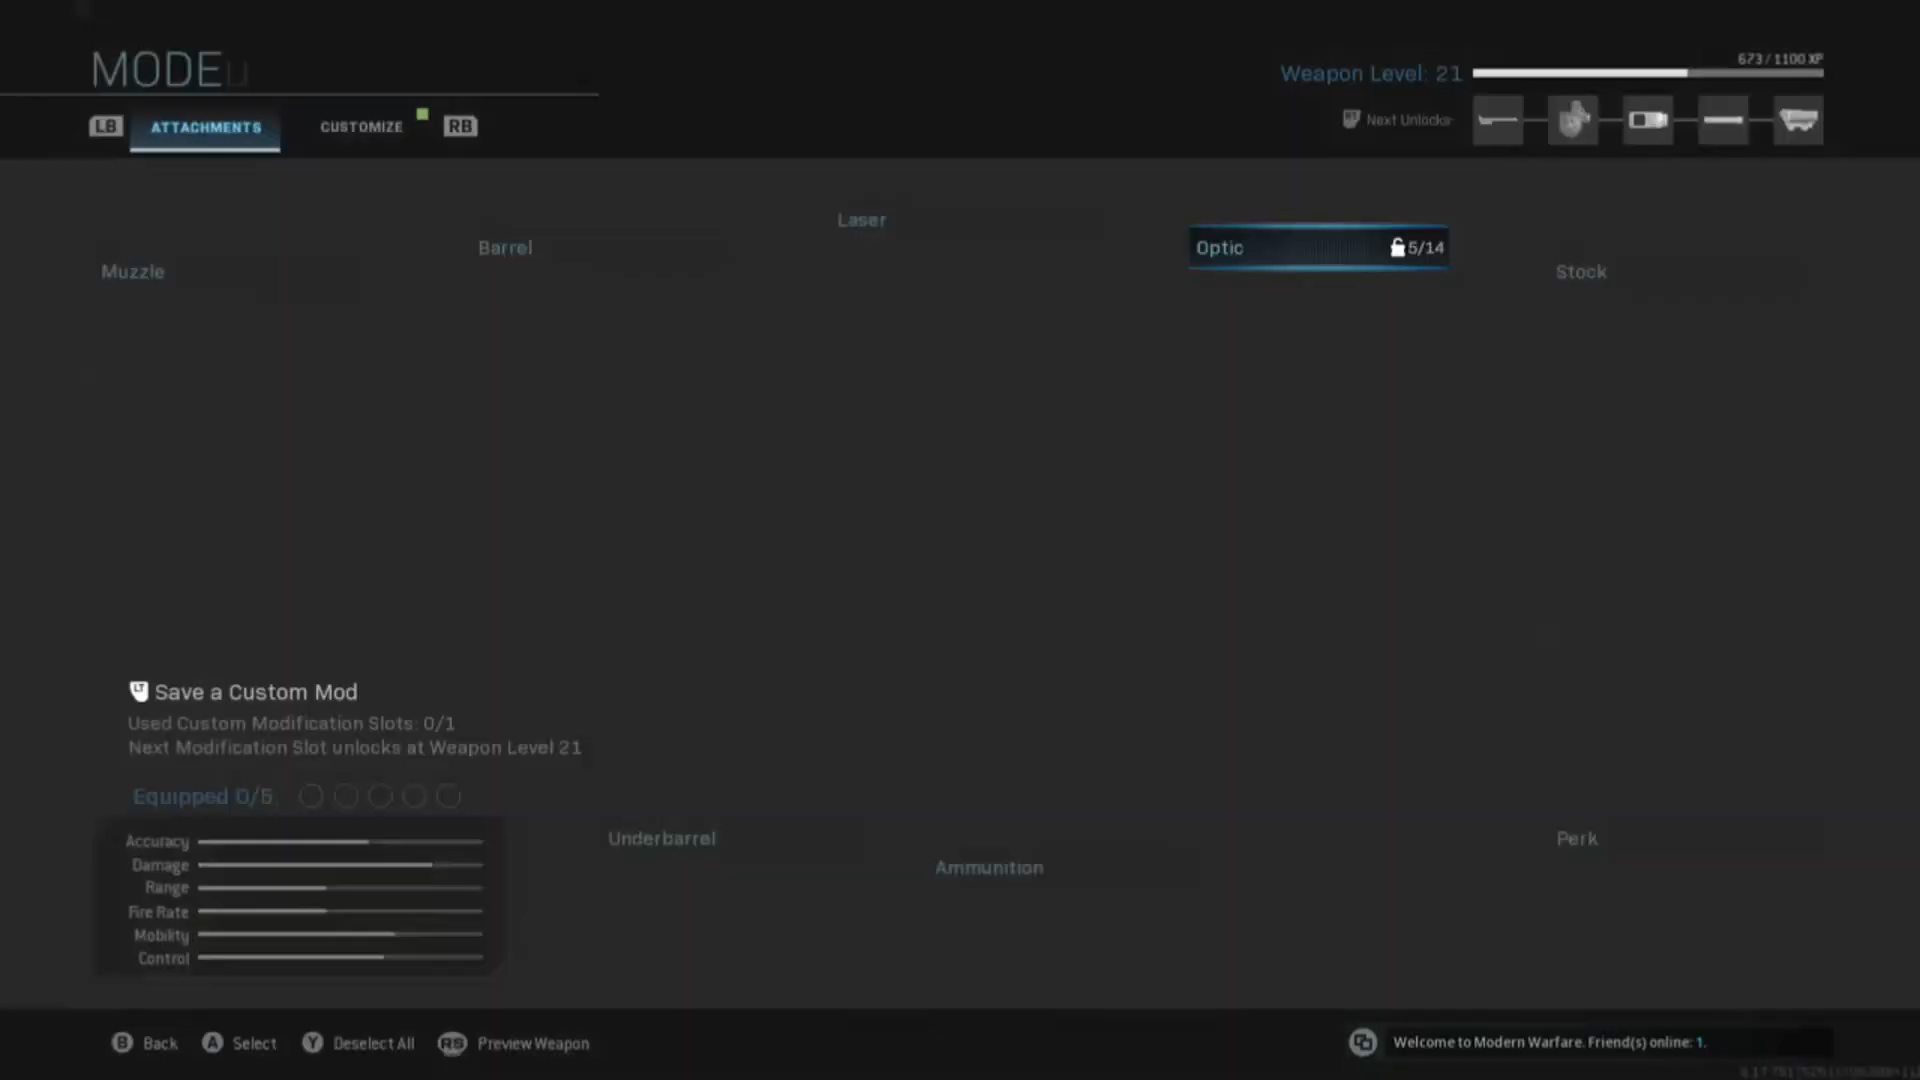 MODE
673 / 1100 XP
Weapon Level: 21
LB ATTACHMENTS CUSTOMIZE RB
Next Unlocks
Laser
Barrel
Optic 5/14
Muzzle
Stock
LT Save a Custom Mod
Used Custom Modification Slots: 0/1
Next Modification Slot unlocks at Weapon Level 21
Equipped 0/5
Accuracy
Damage
Range
Fire Rate
Mobility
Control
Underbarrel
Perk
Ammunition
B Back A Select Y Deselect All RS Preview Weapon
Welcome to Modern Warfare. Friend(s) online: 1.